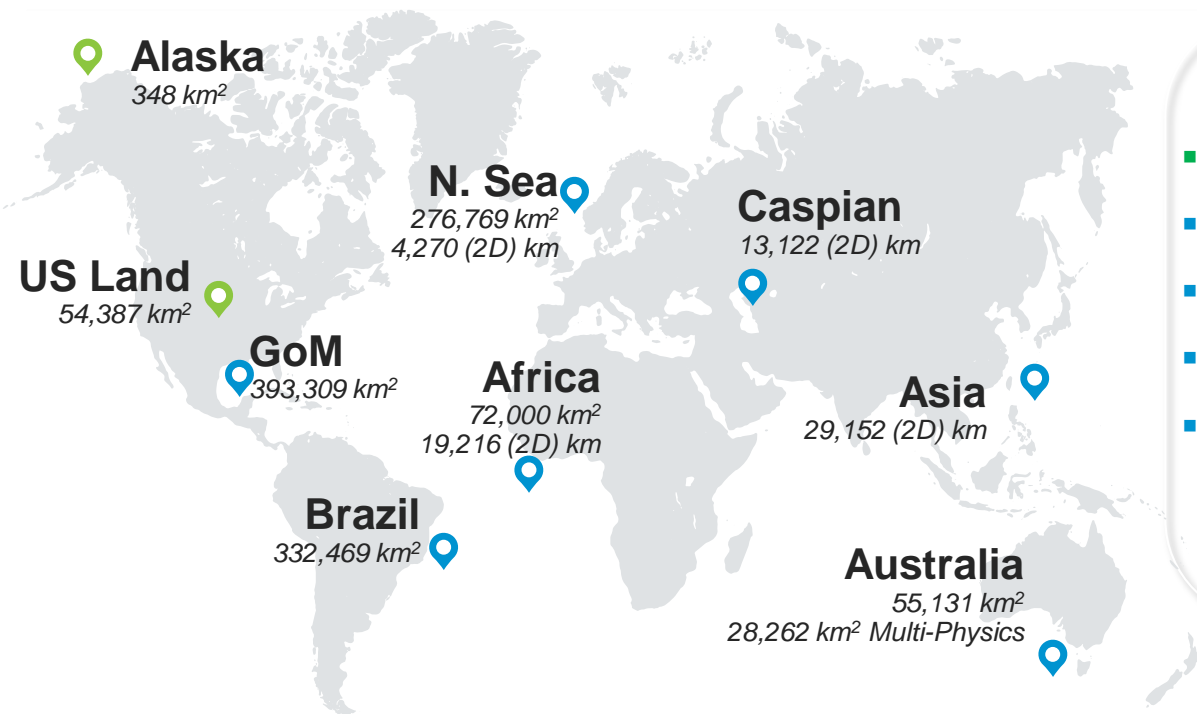 Alaska
348 km²
N. Sea
276,769 km²
4,270 (2D) km
Caspian
13,122 (2D) km
US Land
54,387 km²
GoM
393,309 km²
Africa
72,000 km²
19,216 (2D) km
Asia
29,152 (2D) km
Brazil
332,469 km²
Australia
55,131 km²
28,262 km² Multi-Physics